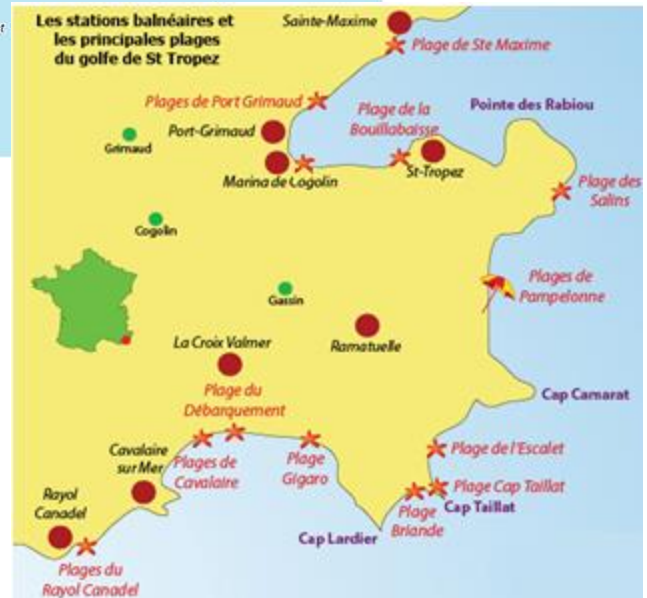 Les stations balnéaires et
les principales plages
du golfe de St Tropez
Sainte-Maxime
Plage de Ste Maxime
Plages de Port Grimaud
Plage de la
Bouillabaisse
Pointe des Rabiou
Port-Grimaud
Grimaud
Marina de Cogolin
St-Tropez
Plage des
Salins
Cogolin
Plages de
Pampelonne
Gassin
La Croix Valmer
Ramatuelle
Plage du
Débarquement
Cap Camarat
Cavalaire
sur Mer
Plages de
Cavalaire
Plage
Gigaro
Plage de l'Escalet
Rayol
Canadel
Plage Cap Taillat
Cap Taillat
Plage
Briande
Cap Lardier
Plages du
Rayol Canadel